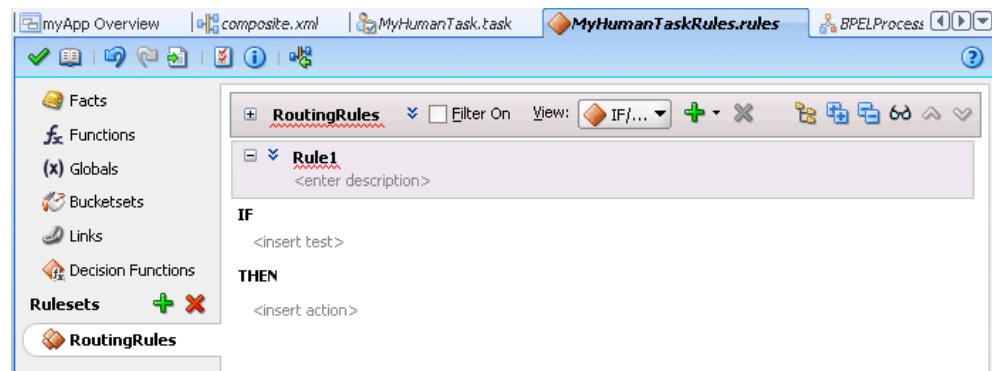 myApp Overview composite.xml MyHumanTask.task MyHumanTaskRules.rules BPELProcess
Facts
Functions
(x) Globals
Bucketsets
Links
Decision Functions
Rulesets
RoutingRules
RoutingRules Filter On View: IF/...
Rule1
<enter description>
IF
<insert test>
THEN
<insert action>